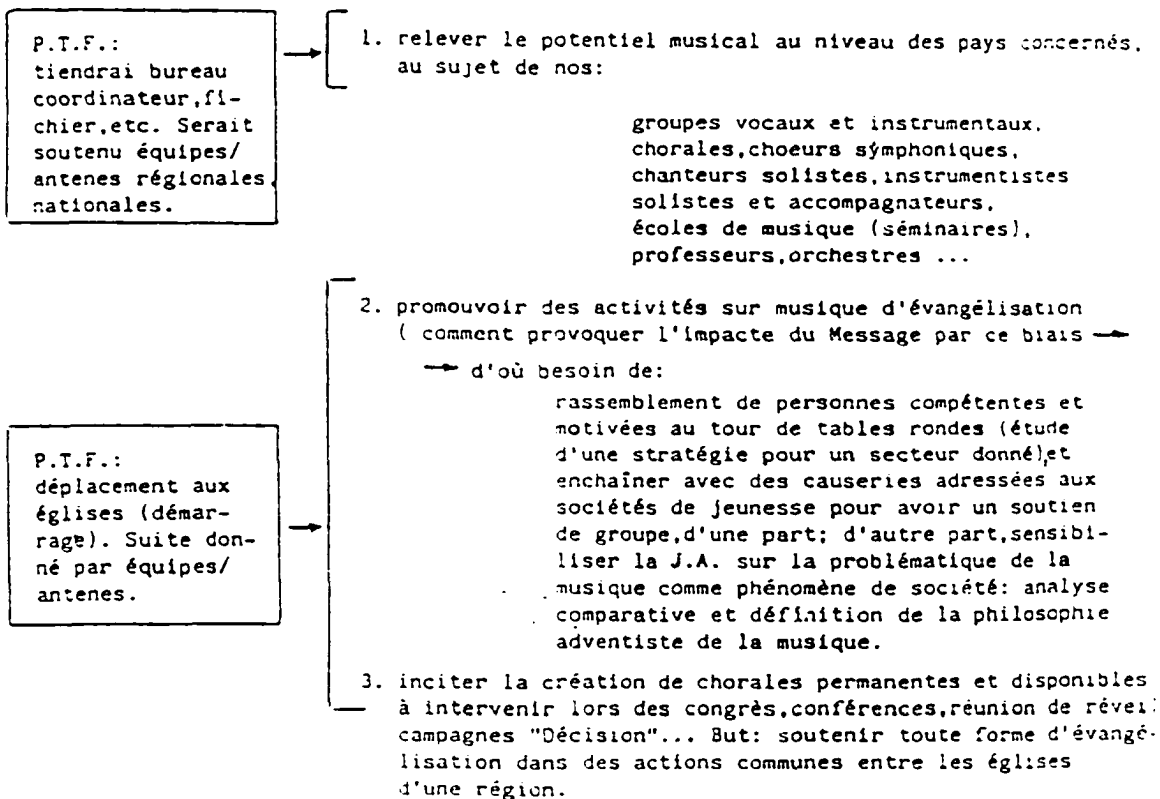 P.T.F.:
tiendrai bureau
coordinateur,fi-
chier,etc. Serait
soutenu équipes/
antenes régionales,
nationales.
1. relever le potentiel musical au niveau des pays concernés,
au sujet de nos:
groupes vocaux et instrumentaux,
chorales,choeurs sýmphoniques,
chanteurs solistes,instrumentistes
solistes et accompagnateurs,
écoles de musique (séminaires),
professeurs,orchestres ...
P.T.F.:
déplacement aux
églises (démar-
rage). Suite don-
né par équipes/
antenes.
2. promouvoir des activités sur musique d'évangélisation
( comment provoquer l'impacte du Message par ce biais →
→ d'où besoin de:
rassemblement de personnes compétentes et
motivées au tour de tables rondes (étude
d'une stratégie pour un secteur donné),et
enchaîner avec des causeries adressées aux
sociétés de jeunesse pour avoir un soutien
de groupe,d'une part; d'autre part,sensibi-
liser la J.A. sur la problématique de la
musique comme phénomène de société: analyse
comparative et définition de la philosophie
adventiste de la musique.
3. inciter la création de chorales permanentes et disponibles
à intervenir lors des congrès,conférences,réunion de réveil
campagnes "Décision"... But: soutenir toute forme d'évangé-
lisation dans des actions communes entre les églises
d'une région.